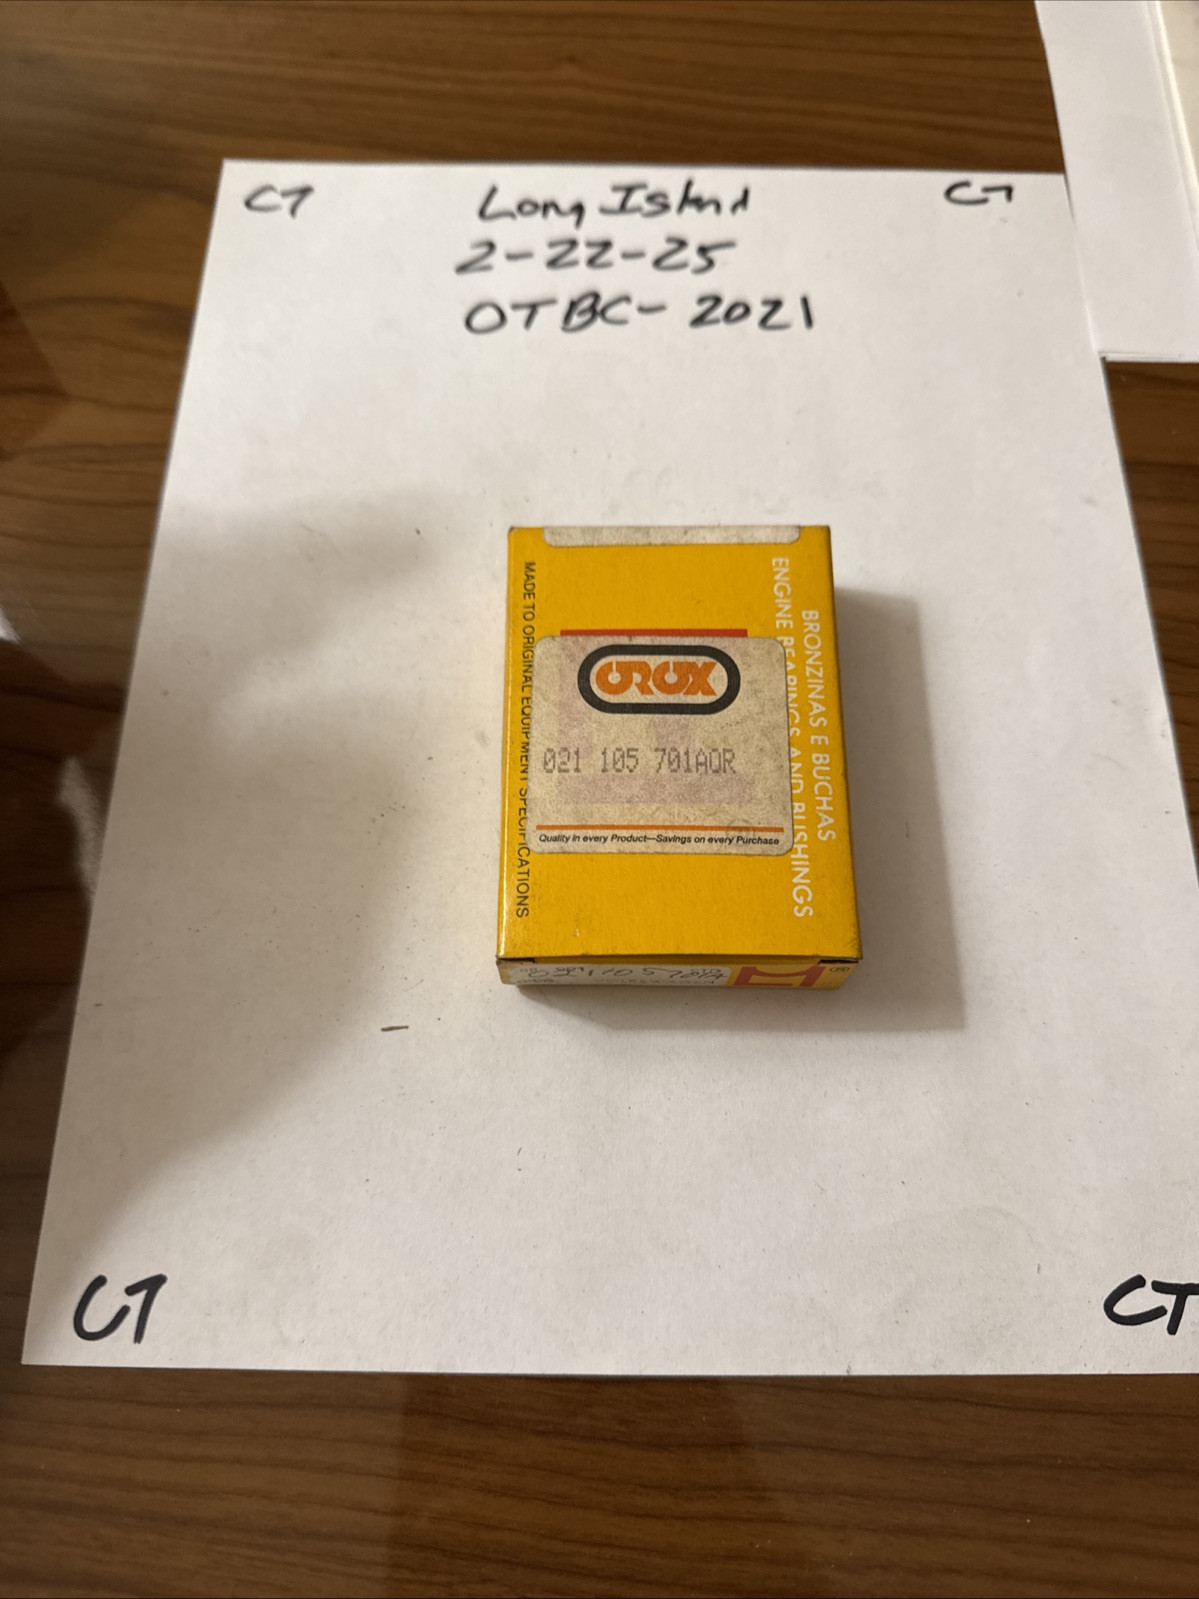 CT
Long Island
CT
2-22-25
OTBC- 2021
MADE TO ORIGINAL EQUIPMENT SPECIFICATIONS
BRONZINAS E BUCHAS
ENGINE BEARINGS AND BUSHINGS
OROX
021 105 701AOR
Quality in every Product—Savings on every Purchase
CT
CT